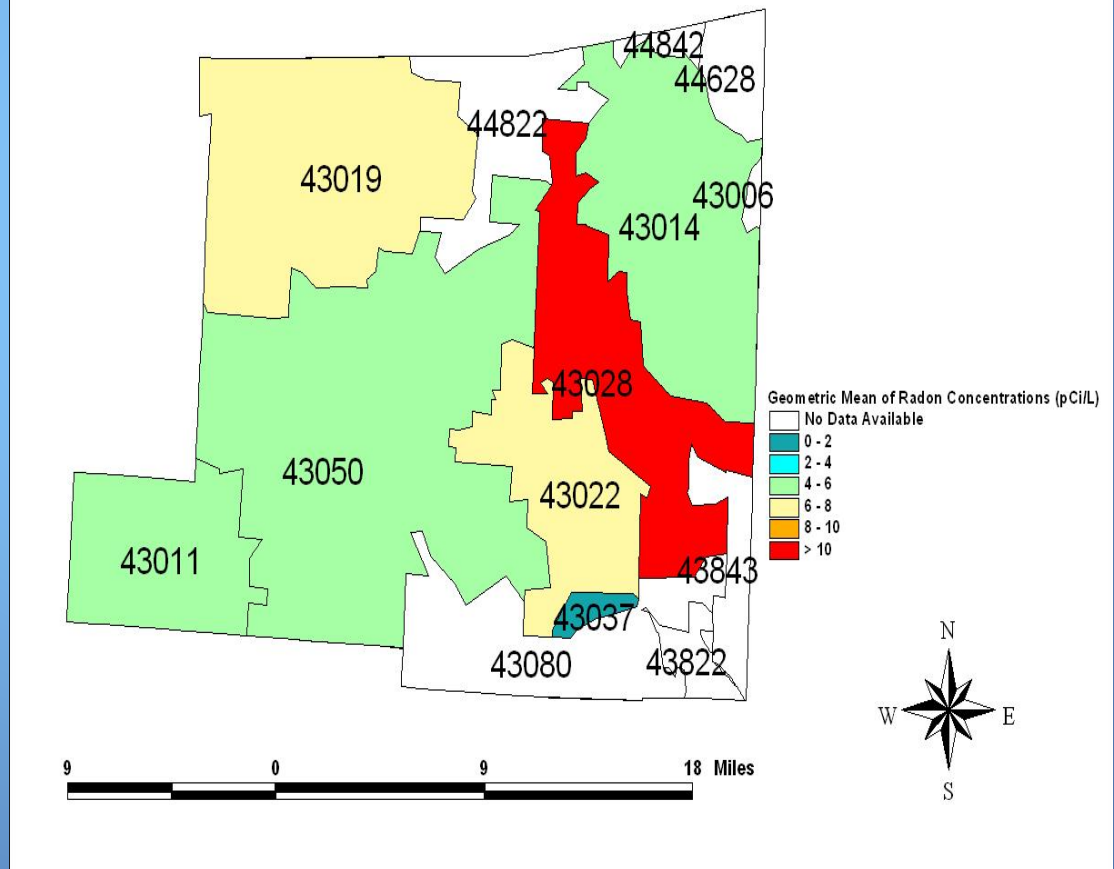 44842
44628
44822
43019
43006
43014
43028
43050
43022
43011
43843
43037
43080
43822
Geometric Mean of Radon Concentrations (pCi/L)
No Data Available
0 - 2
2 - 4
4 - 6
6 - 8
8 - 10
> 10
N
W E
S
9 0 9 18 Miles